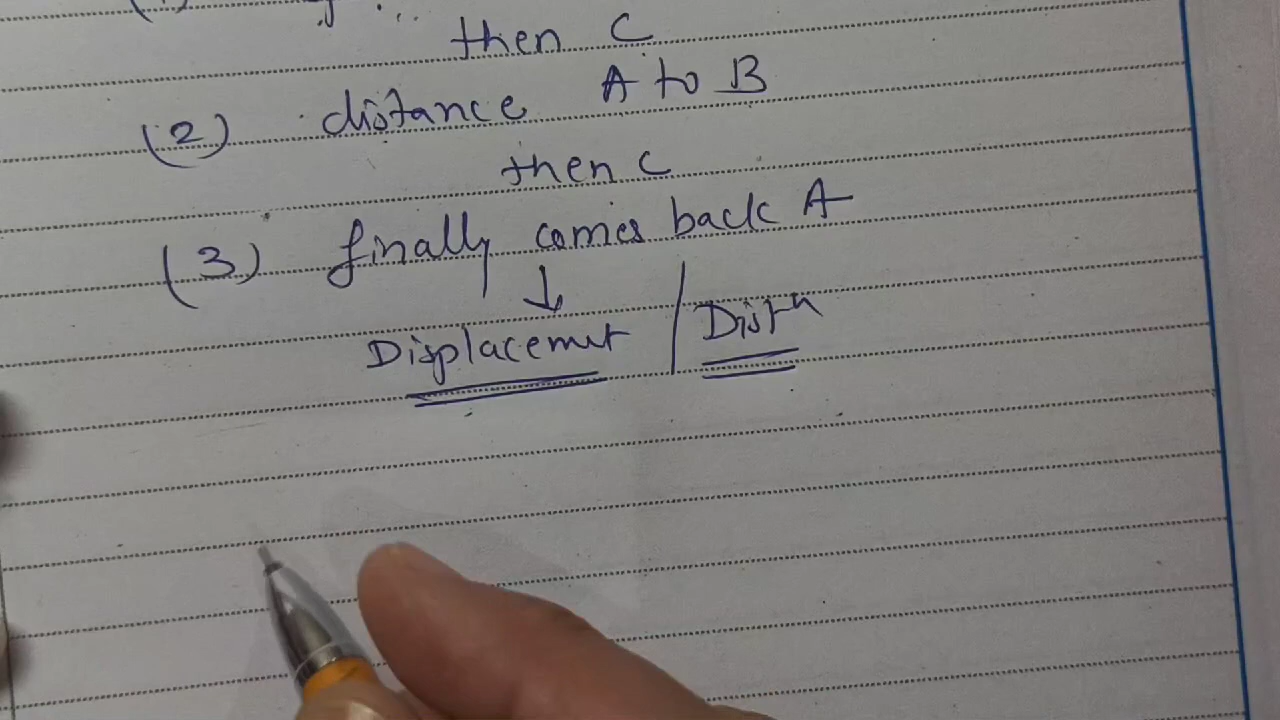 then C
(2) distance A to B
then C
(3) finally comes back A
↓
Displacemnt / Distn